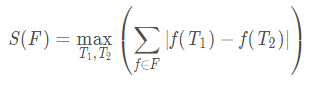 S(F) = max_{T_1,T_2} ( ∑_{f∈F} |f(T_1) − f(T_2)| )